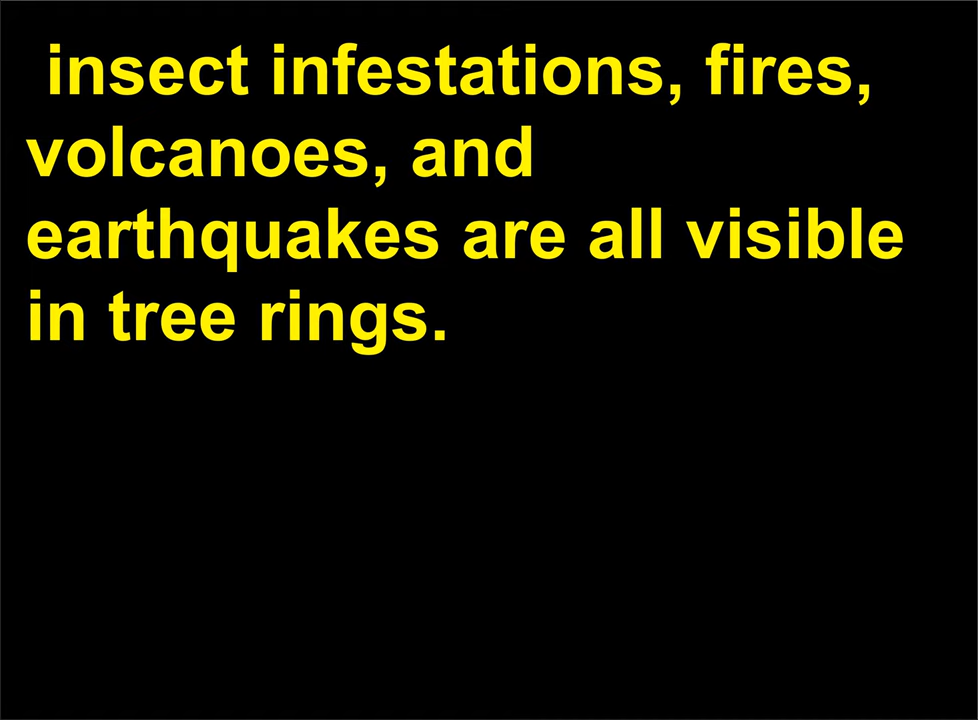 insect infestations, fires,
volcanoes, and
earthquakes are all visible
in tree rings.